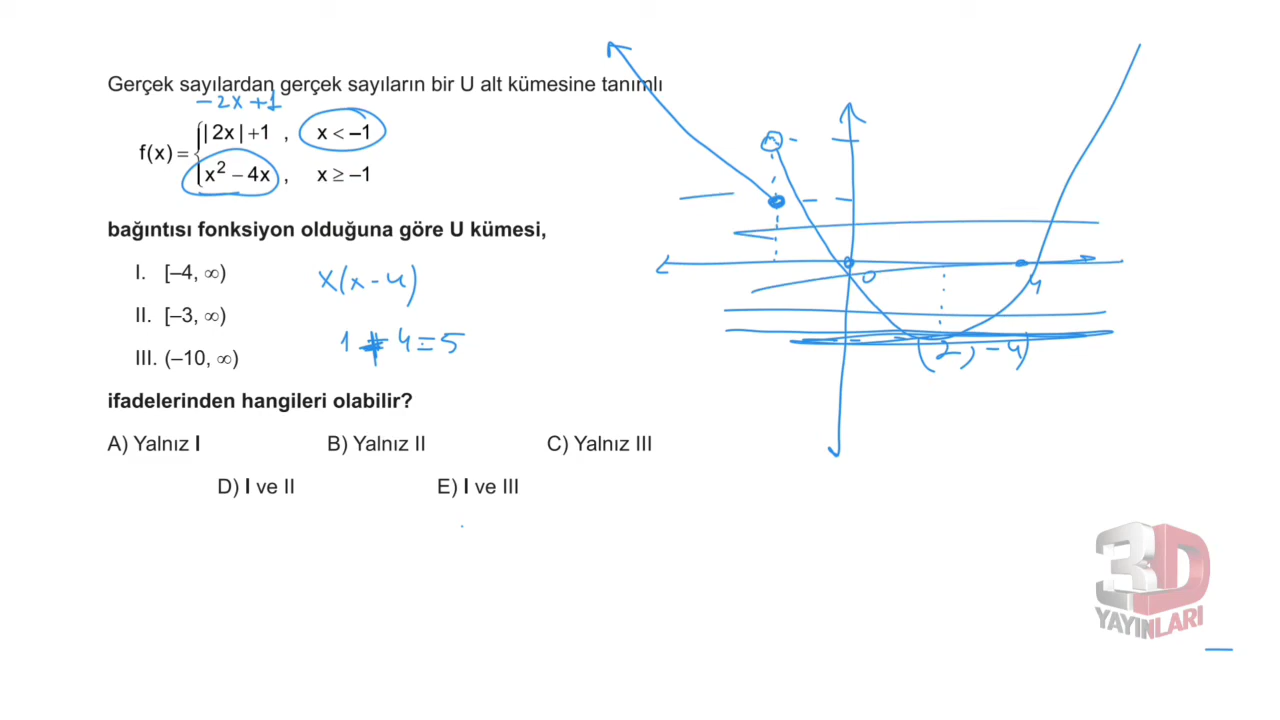 Gerçek sayılardan gerçek sayıların bir U alt kümesine tanımlı
-2x+1
f(x) = { |2x|+1 , x < –1
x² – 4x , x ≥ –1
bağıntısı fonksiyon olduğuna göre U kümesi,
I. [–4, ∞)
II. [–3, ∞)
III. (–10, ∞)
x(x-4)
1 + 4 = 5
ifadelerinden hangileri olabilir?
A) Yalnız I B) Yalnız II C) Yalnız III
D) I ve II E) I ve III
0
4
(2, -4)
3D
YAYINLARI